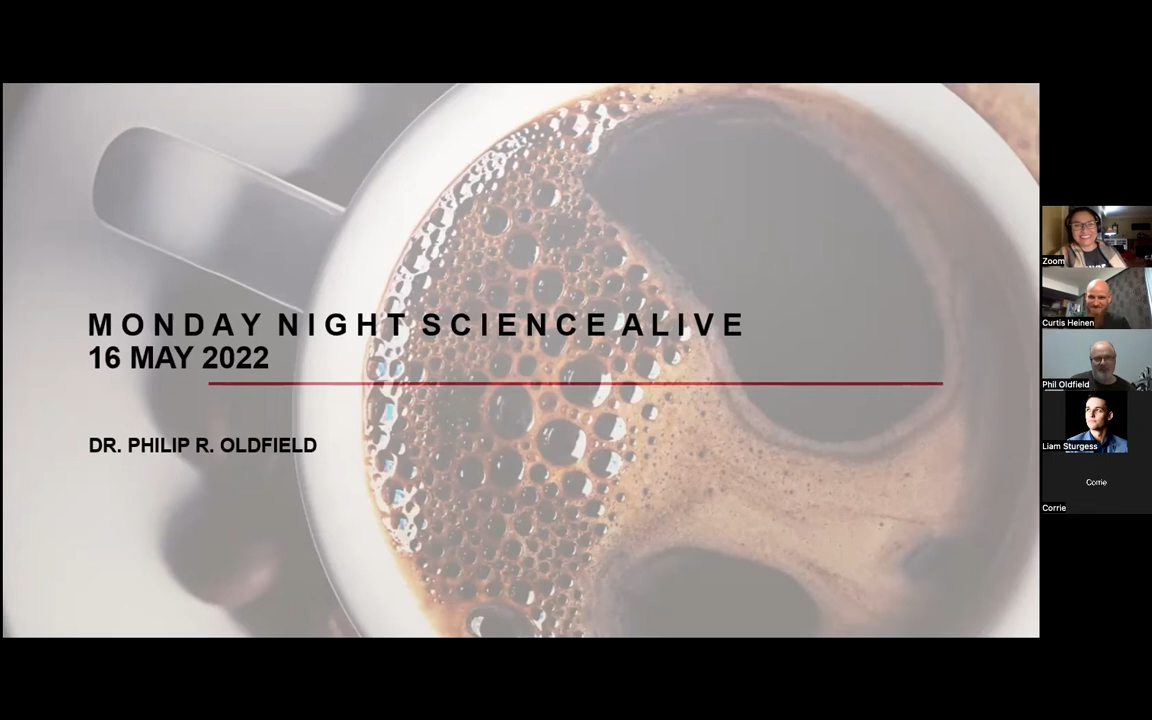 MONDAY NIGHT SCIENCE ALIVE
16 MAY 2022
DR. PHILIP R. OLDFIELD
Zoom
Curtis Heinen
Phil Oldfield
Liam Sturgess
Corrie
Corrie